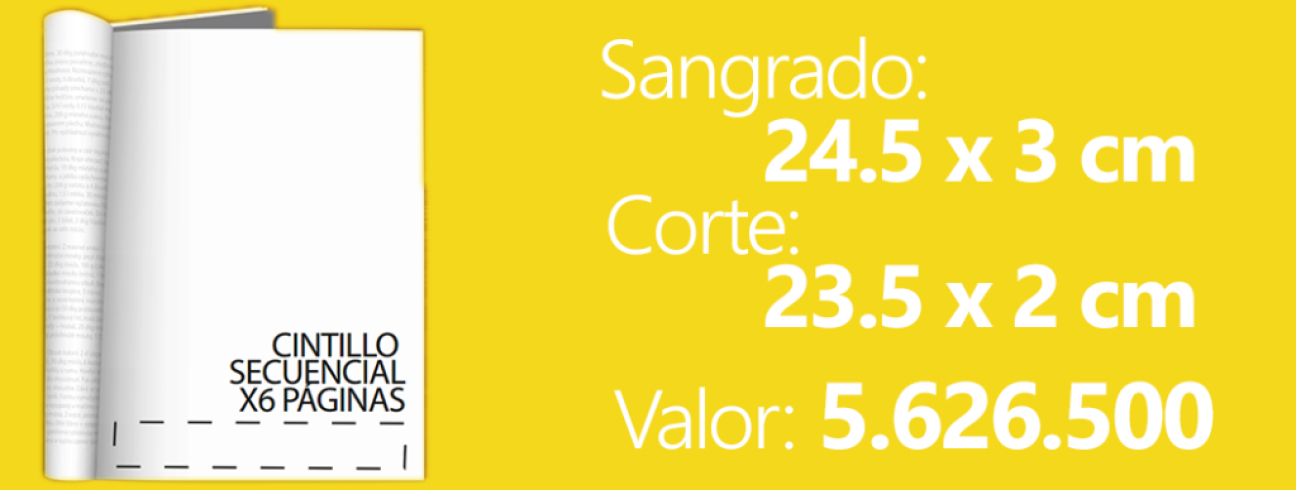 CINTILLO
SECUENCIAL
X6 PÁGINAS
Sangrado:
24.5 x 3 cm
Corte:
23.5 x 2 cm
Valor: 5.626.500